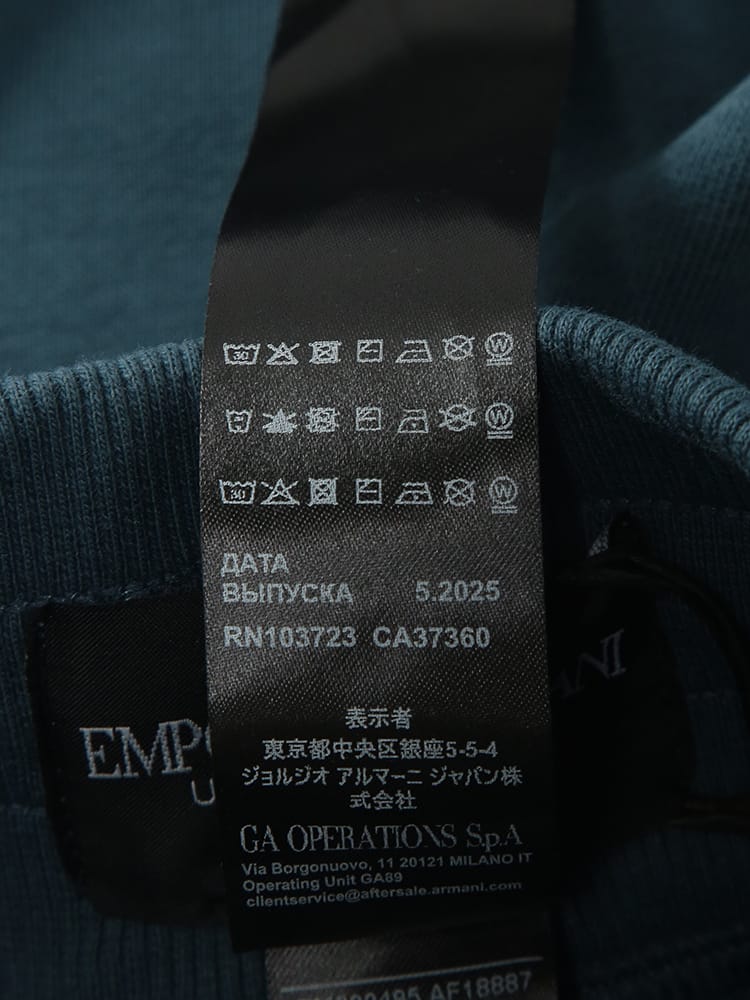 ДАТА
ВЫПУСКА 5.2025
RN103723 CA37360
表示者
東京都中央区銀座5-5-4
ジョルジオ アルマーニ ジャパン株
式会社
GA OPERATIONS S.p.A
Via Borgonuovo, 11 20121 MILANO IT
Operating Unit GA89
clientservice@aftersale.armani.com
AF18887